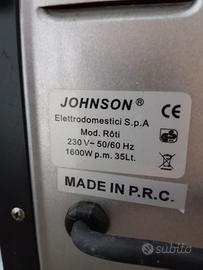 JOHNSON ®
Elettrodomestici S.p.A
Mod. Rôti
230 V~ 50/60 Hz
1600W p.m. 35Lt.
CE
MADE IN P.R.C.
subito